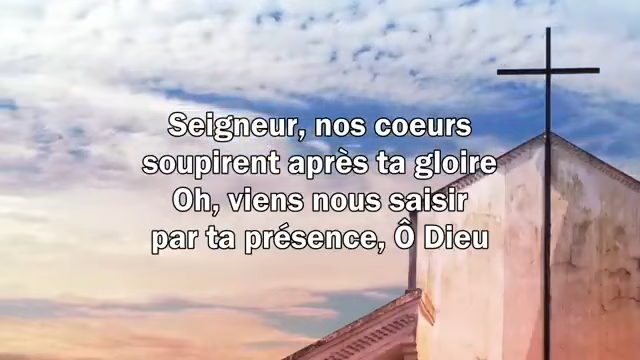 Seigneur, nos coeurs
soupirent après ta gloire
Oh, viens nous saisir
par ta présence, Ô Dieu